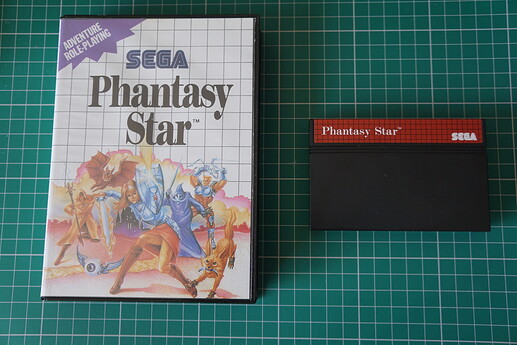 ADVENTURE
ROLE-PLAYING
SEGA
Phantasy
Star™
Phantasy Star™
SEGA